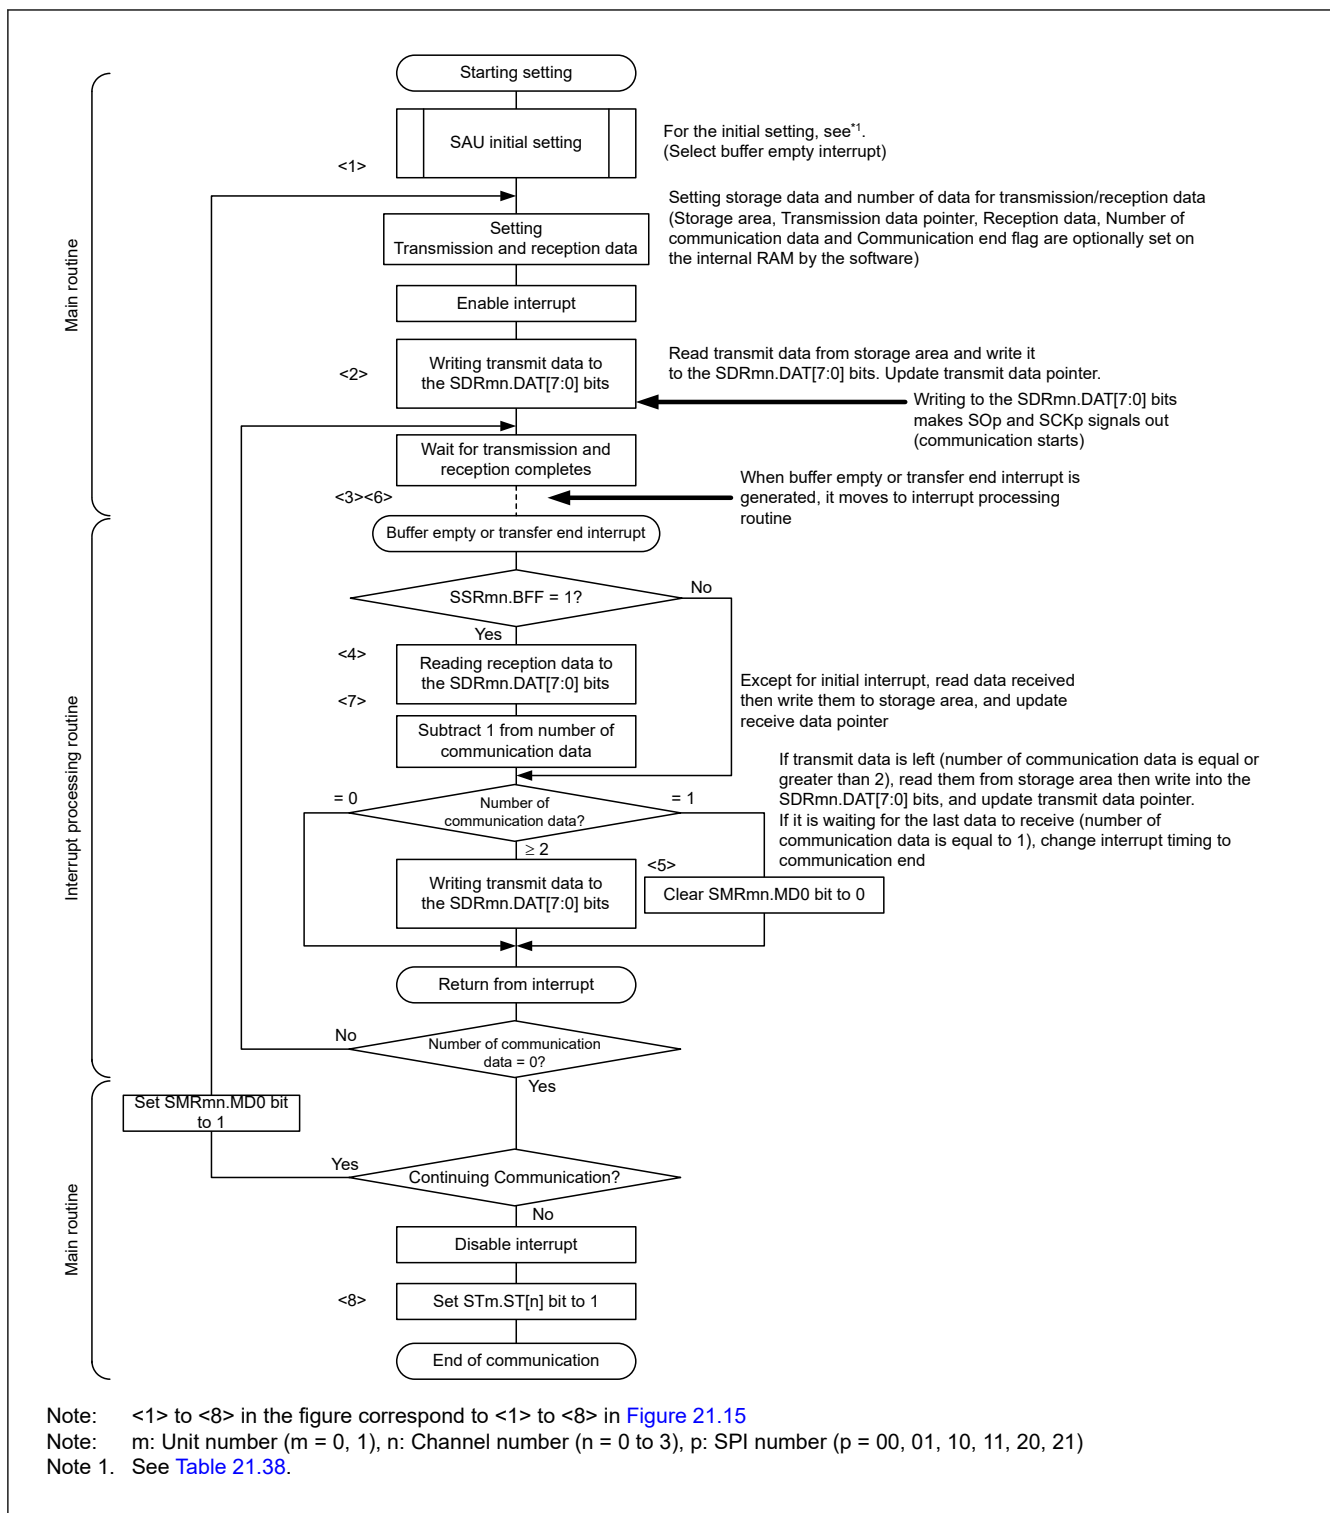 Starting setting
SAU initial setting
For the initial setting, see*1.
(Select buffer empty interrupt)
<1>
Setting storage data and number of data for transmission/reception data
(Storage area, Transmission data pointer, Reception data, Number of
communication data and Communication end flag are optionally set on
the internal RAM by the software)
Setting
Transmission and reception data
Main routine
Enable interrupt
Writing transmit data to
the SDRmn.DAT[7:0] bits
<2>
Read transmit data from storage area and write it
to the SDRmn.DAT[7:0] bits. Update transmit data pointer.
Writing to the SDRmn.DAT[7:0] bits
makes SOp and SCKp signals out
(communication starts)
Wait for transmission and
reception completes
<3><6>
When buffer empty or transfer end interrupt is
generated, it moves to interrupt processing
routine
Buffer empty or transfer end interrupt
SSRmn.BFF = 1?
No
Yes
<4>
Reading reception data to
the SDRmn.DAT[7:0] bits
<7>
Except for initial interrupt, read data received
then write them to storage area, and update
receive data pointer
Subtract 1 from number of
communication data
Interrupt processing routine
If transmit data is left (number of communication data is equal or
greater than 2), read them from storage area then write into the
SDRmn.DAT[7:0] bits, and update transmit data pointer.
If it is waiting for the last data to receive (number of
communication data is equal to 1), change interrupt timing to
communication end
= 0
Number of
communication data?
= 1
≥ 2
<5>
Writing transmit data to
the SDRmn.DAT[7:0] bits
Clear SMRmn.MD0 bit to 0
Return from interrupt
No
Number of communication
data = 0?
Yes
Set SMRmn.MD0 bit
to 1
Yes
Continuing Communication?
No
Main routine
Disable interrupt
<8>
Set STm.ST[n] bit to 1
End of communication
Note: <1> to <8> in the figure correspond to <1> to <8> in Figure 21.15
Note: m: Unit number (m = 0, 1), n: Channel number (n = 0 to 3), p: SPI number (p = 00, 01, 10, 11, 20, 21)
Note 1. See Table 21.38.